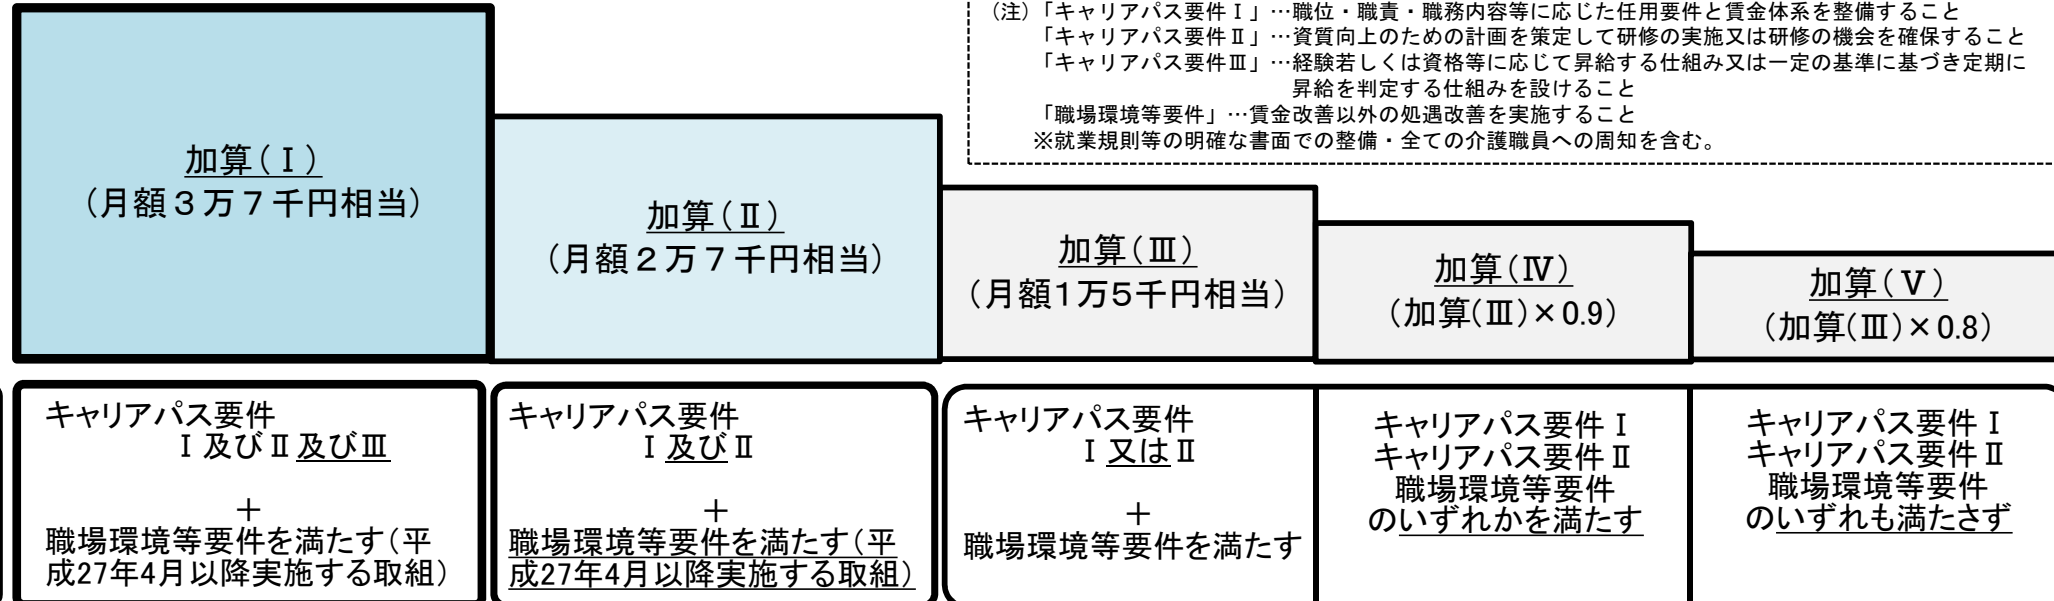 (注)「キャリアパス要件Ⅰ」…職位・職責・職務内容等に応じた任用要件と賃金体系を整備すること
「キャリアパス要件Ⅱ」…資質向上のための計画を策定して研修の実施又は研修の機会を確保すること
「キャリアパス要件Ⅲ」…経験若しくは資格等に応じて昇給する仕組み又は一定の基準に基づき定期に
昇給を判定する仕組みを設けること
「職場環境等要件」…賃金改善以外の処遇改善を実施すること
※就業規則等の明確な書面での整備・全ての介護職員への周知を含む。
加算(Ⅰ)
(月額３万７千円相当)
加算(Ⅱ)
(月額２万７千円相当)
加算(Ⅲ)
(月額1万5千円相当)
加算(Ⅳ)
(加算(Ⅲ)×0.9)
加算(Ⅴ)
(加算(Ⅲ)×0.8)
キャリアパス要件
Ⅰ及びⅡ及びⅢ
＋
職場環境等要件を満たす(平
成27年4月以降実施する取組)
キャリアパス要件
Ⅰ及びⅡ
＋
職場環境等要件を満たす(平
成27年4月以降実施する取組)
キャリアパス要件
Ⅰ又はⅡ
＋
職場環境等要件を満たす
キャリアパス要件Ⅰ
キャリアパス要件Ⅱ
職場環境等要件
のいずれかを満たす
キャリアパス要件Ⅰ
キャリアパス要件Ⅱ
職場環境等要件
のいずれも満たさず